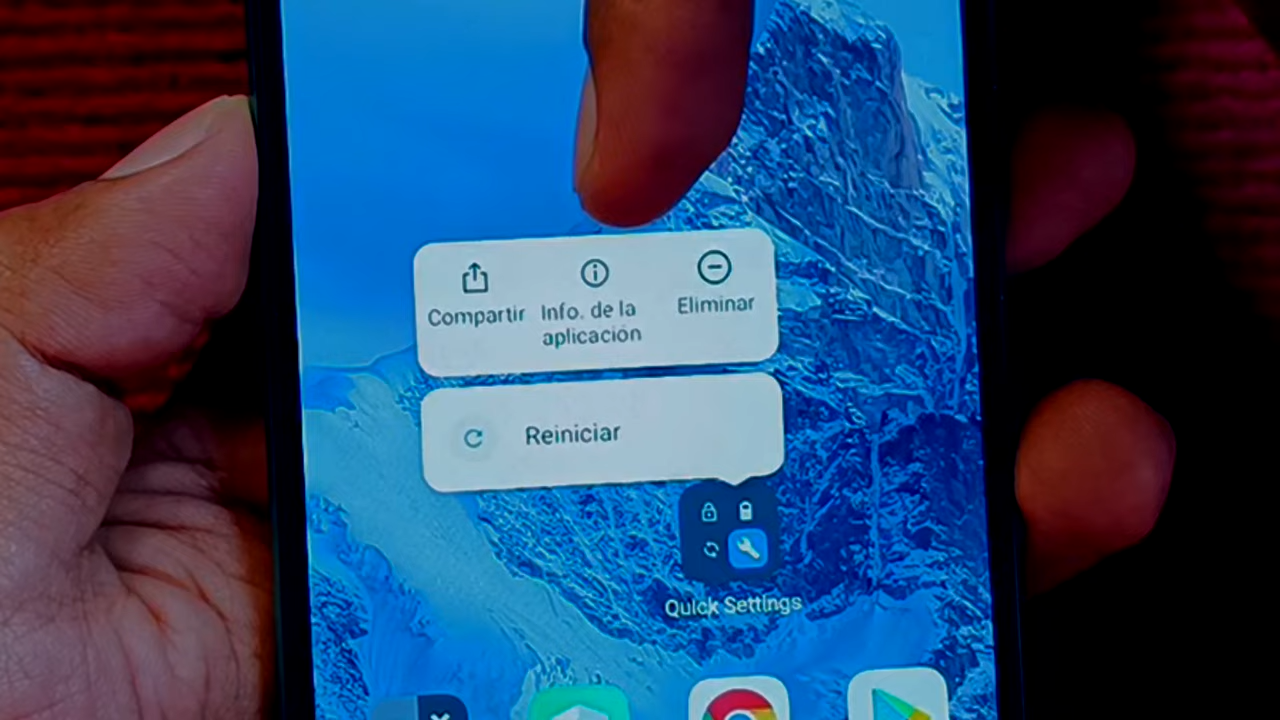 Compartir
Info. de la
aplicación
Eliminar
Reiniciar
Quick Settings